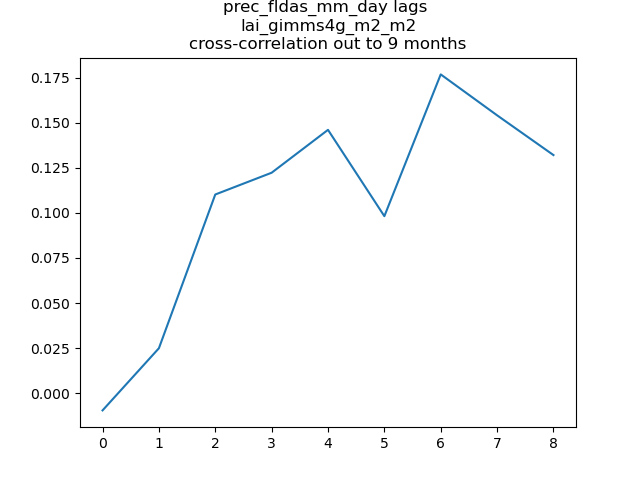 prec_fldas_mm_day lags
lai_gimms4g_m2_m2
cross-correlation out to 9 months
0.175
0.150
0.125
0.100
0.075
0.050
0.025
0.000
0 1 2 3 4 5 6 7 8